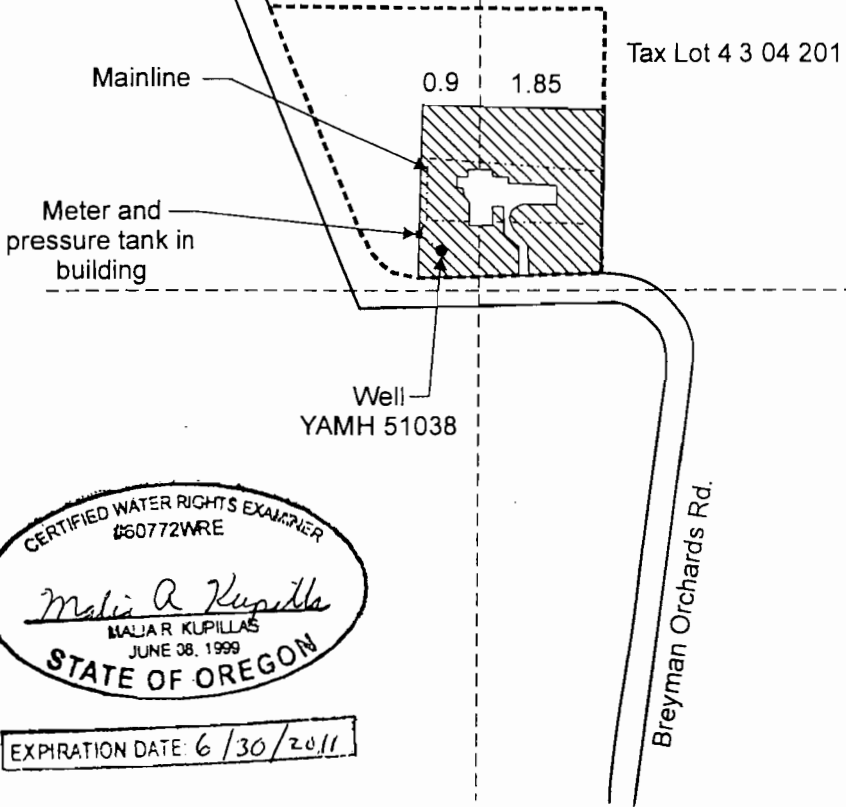 Tax Lot 4 3 04 201
Mainline
0.9
1.85
Meter and
pressure tank in
building
Well
YAMH 51038
Breyman Orchards Rd.
CERTIFIED WATER RIGHTS EXAMINER
#60772WRE
Malia R Kupillas
MALIA R KUPILLAS
JUNE 08, 1999
STATE OF OREGON
EXPIRATION DATE: 6/30/2011